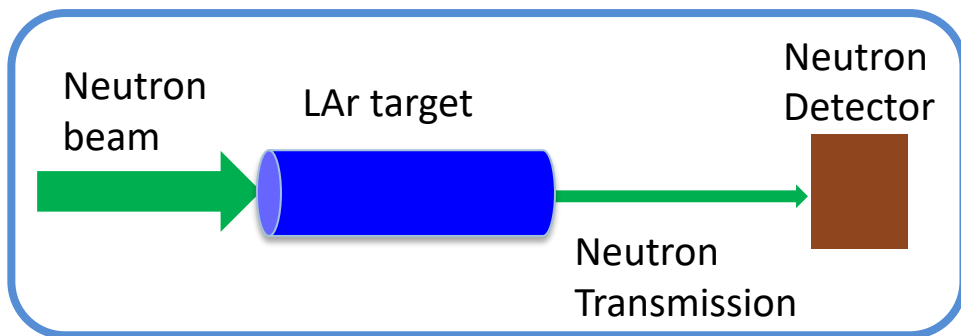 Neutron
beam
LAr target
Neutron
Detector
Neutron
Transmission